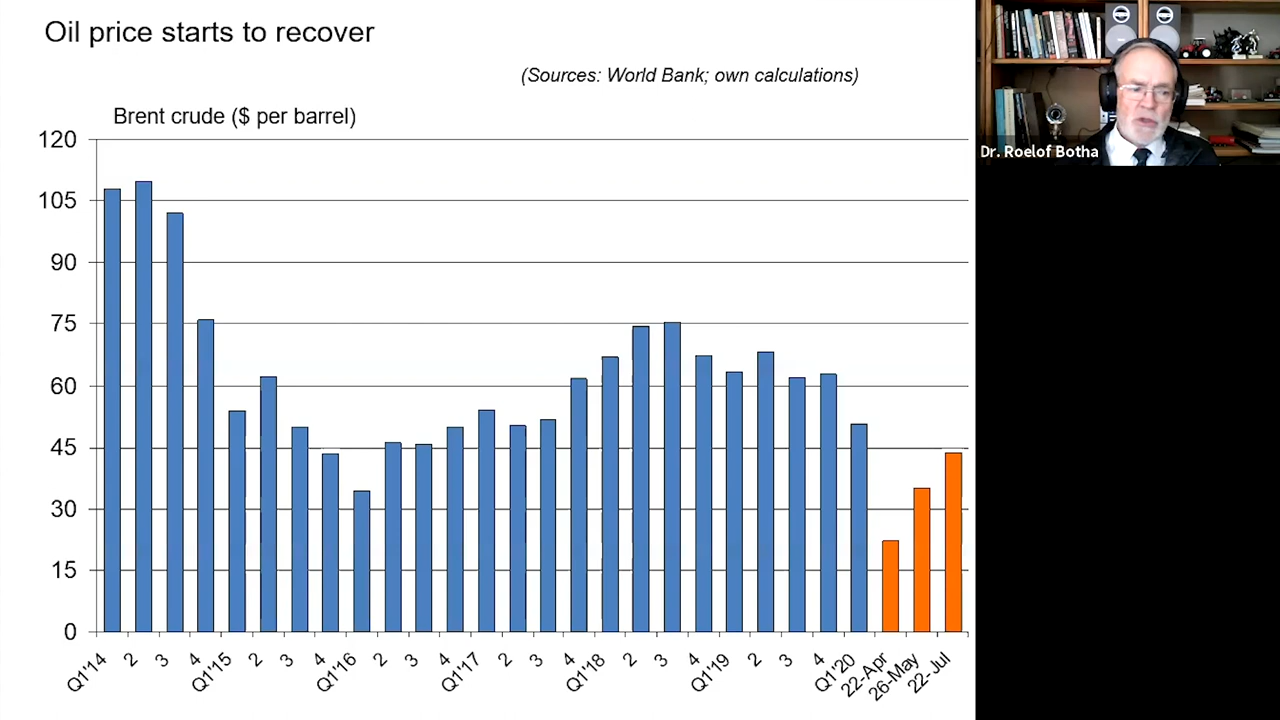 Oil price starts to recover
(Sources: World Bank; own calculations)
Brent crude ($ per barrel)
120
105
90
75
60
45
30
15
0
Q1'14 2 3 4 Q1'15 2 3 4 Q1'16 2 3 4 Q1'17 2 3 4 Q1'18 2 3 4 Q1'19 2 3 4 Q1'20 22-Apr 26-May 22-Jul
Dr. Roelof Botha